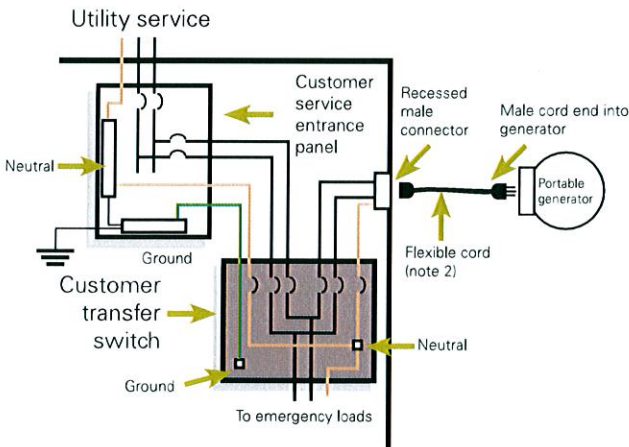 Utility service
Customer
service
entrance
panel
Recessed
male
connector
Male cord end into
generator
Neutral
Portable
generator
Flexible cord
(note 2)
Ground
Customer
transfer
switch
Neutral
Ground
To emergency loads